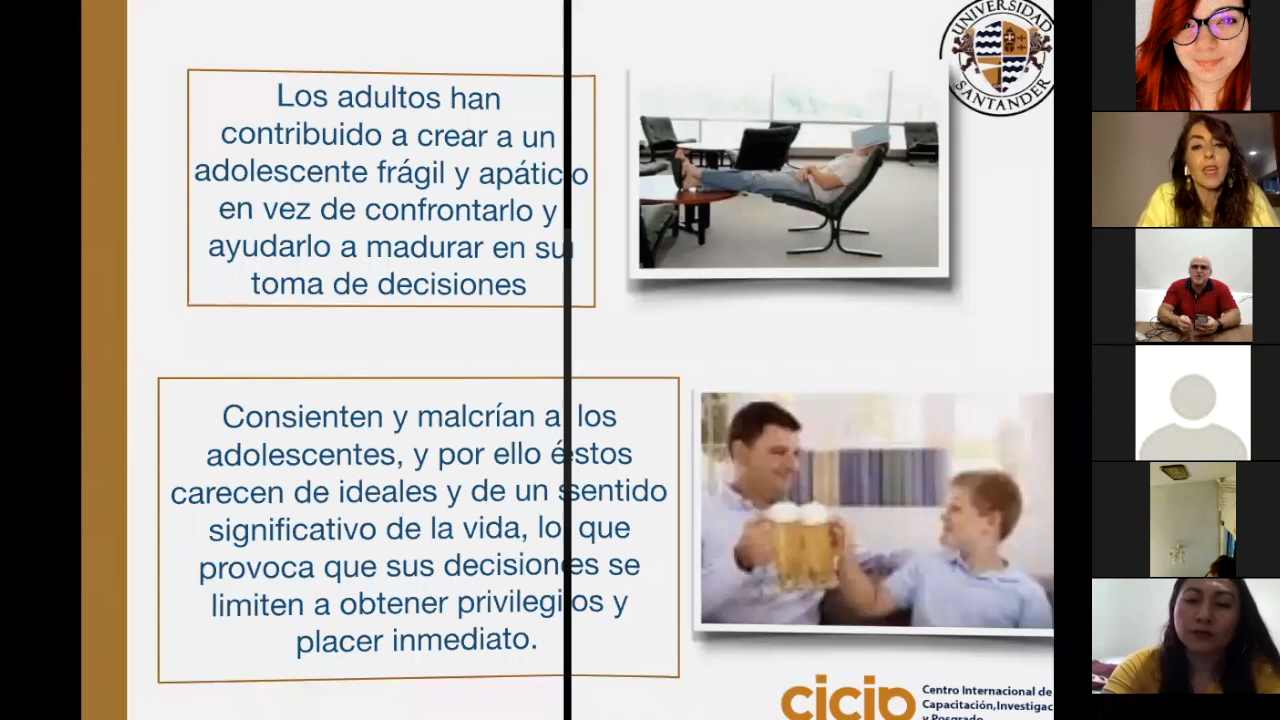 UNIVERSIDAD
SANTANDER
Los adultos han
contribuido a crear a un
adolescente frágil y apático
en vez de confrontarlo y
ayudarlo a madurar en su
toma de decisiones
Consienten y malcrían a los
adolescentes, y por ello éstos
carecen de ideales y de un sentido
significativo de la vida, lo que
provoca que sus decisiones se
limiten a obtener privilegios y
placer inmediato.
cicip
Centro Internacional de
Capacitación,Investigac
y Posgrado